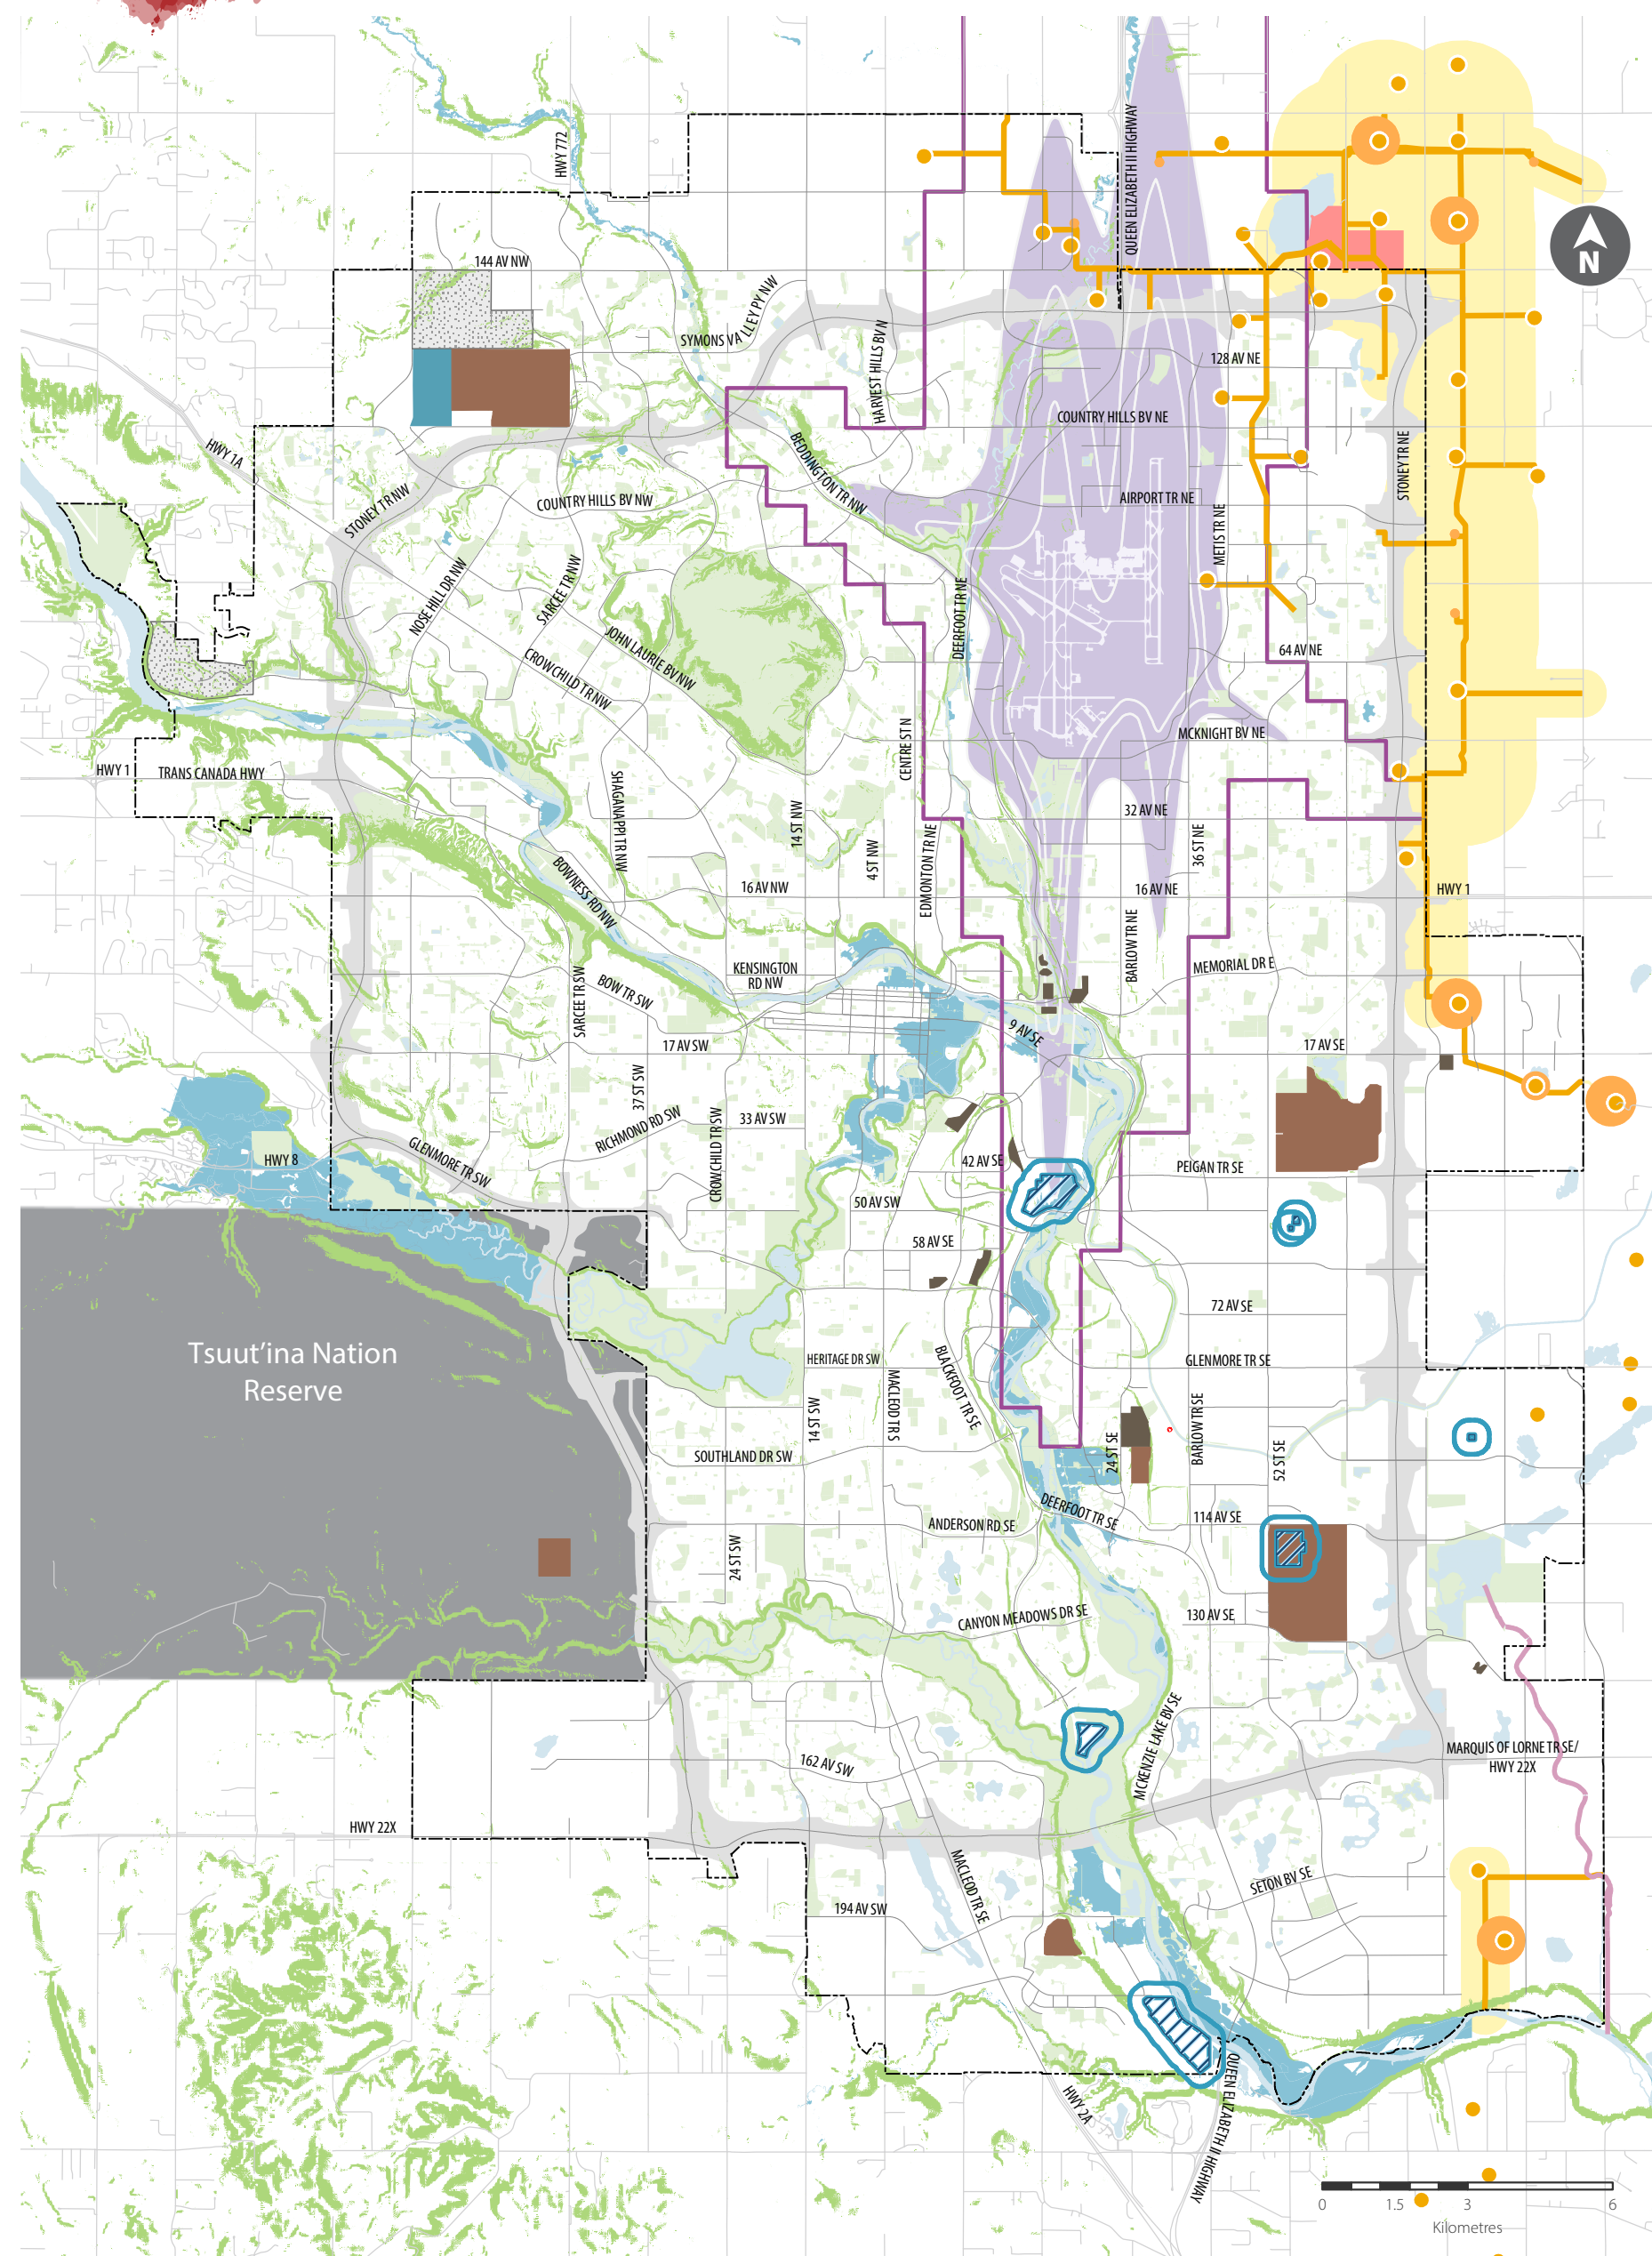 HWY 772
QUEEN ELIZABETH II HIGHWAY
N
144 AV NW
SYMONS VALLEY PY NW
HARVEST HILLS BV N
128 AV NE
COUNTRY HILLS BV NE
HWY 1A
STONEY TR NW
COUNTRY HILLS BV NW
BEDDINGTON TR NW
AIRPORT TR NE
STONEY TR NE
METIS TR NE
NOSE HILL DR NW
SARCEE TR NW
JOHN LAURIE BV NW
DEERFOOT TR NE
64 AV NE
CROWCHILD TR NW
CENTRE ST N
MCKNIGHT BV NE
HWY 1
TRANS CANADA HWY
SHAGANAPPI TR NW
14 ST NW
4 ST NW
EDMONTON TR NE
32 AV NE
36 ST NE
BOWNESS RD NW
16 AV NW
16 AV NE
HWY 1
BARLOW TR NE
KENSINGTON
RD NW
MEMORIAL DR E
SARCEE TR SW
BOW TR SW
9 AV SE
17 AV SW
17 AV SE
37 ST SW
RICHMOND RD SW
CROWCHILD TR SW
33 AV SW
HWY 8
GLENMORE TR SW
42 AV SE
PEIGAN TR SE
50 AV SW
58 AV SE
72 AV SE
Tsuut'ina Nation
Reserve
HERITAGE DR SW
BLACKFOOT TR SE
GLENMORE TR SE
MACLEOD TR S
14 ST SW
BARLOW TR SE
24 ST SE
52 ST SE
SOUTHLAND DR SW
DEERFOOT TR SE
ANDERSON RD SE
114 AV SE
24 ST SW
CANYON MEADOWS DR SE
130 AV SE
MCKENZIE LAKE BV SE
MARQUIS OF LORNE TR SE/
HWY 22X
162 AV SW
HWY 22X
MACLEOD TR SE
SETON BV SE
194 AV SW
HWY 2A
QUEEN ELIZABETH II HIGHWAY
0 1.5 3 6
Kilometres